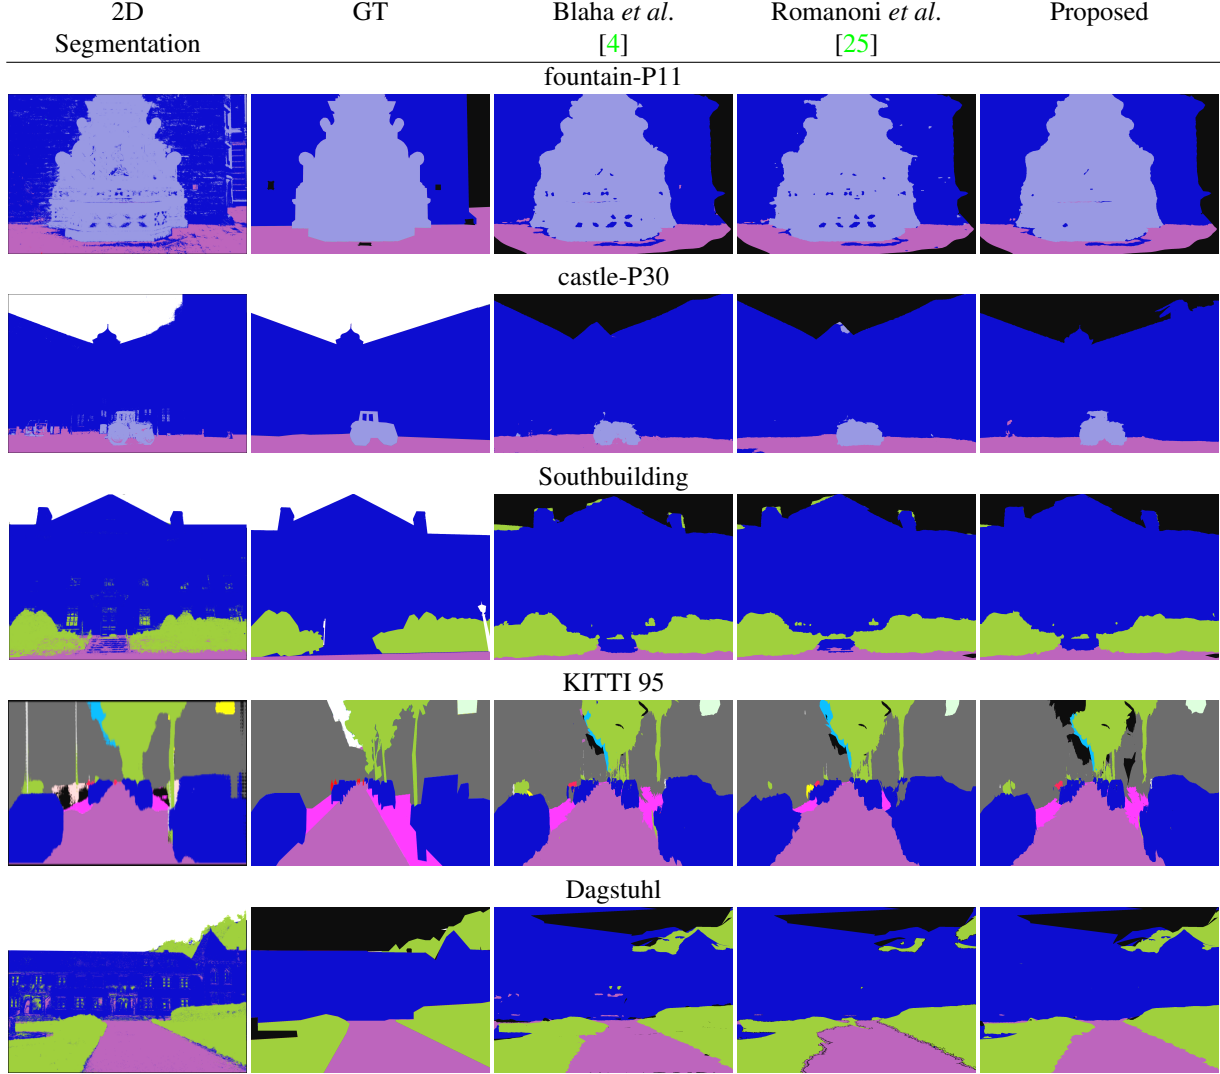 2D GT Blaha et al. Romanoni et al. Proposed
Segmentation [4] [25]
fountain-P11
castle-P30
Southbuilding
KITTI 95
Dagstuhl